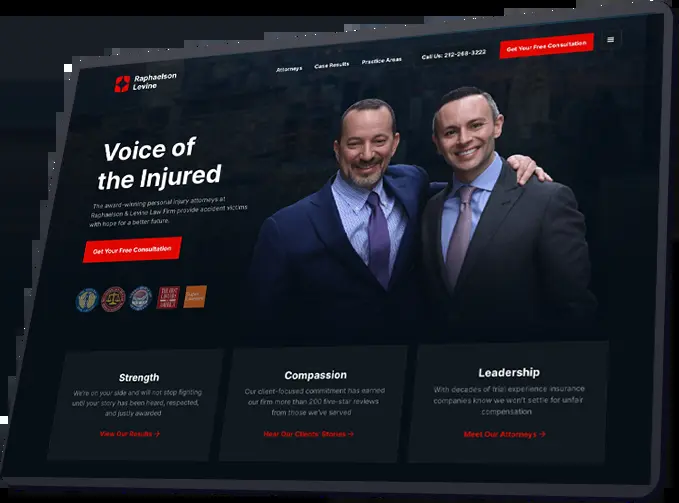 Raphaelson
Levine
Attorneys
Case Results
Practice Areas
Call Us: 212-268-3222
Get Your Free Consultation
Voice of
the Injured
The award-winning personal injury attorneys at
Raphaelson & Levine Law Firm provide accident victims
with hope for a better future.
Get Your Free Consultation
Strength
We're on your side and will not stop fighting
until your story has been heard, respected,
and justly awarded
View Our Results →
Compassion
Our client-focused commitment has earned
our firm more than 200 five-star reviews
from those we've served
Hear Our Clients' Stories →
Leadership
With decades of trial experience insurance
companies know we won't settle for unfair
compensation
Meet Our Attorneys →